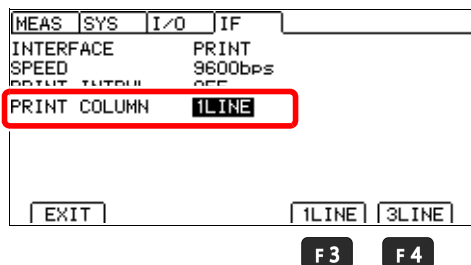 MEAS SYS I/O IF
INTERFACE PRINT
SPEED 9600bps
PRINT COLUMN 1LINE
EXIT 1LINE 3LINE
F3 F4